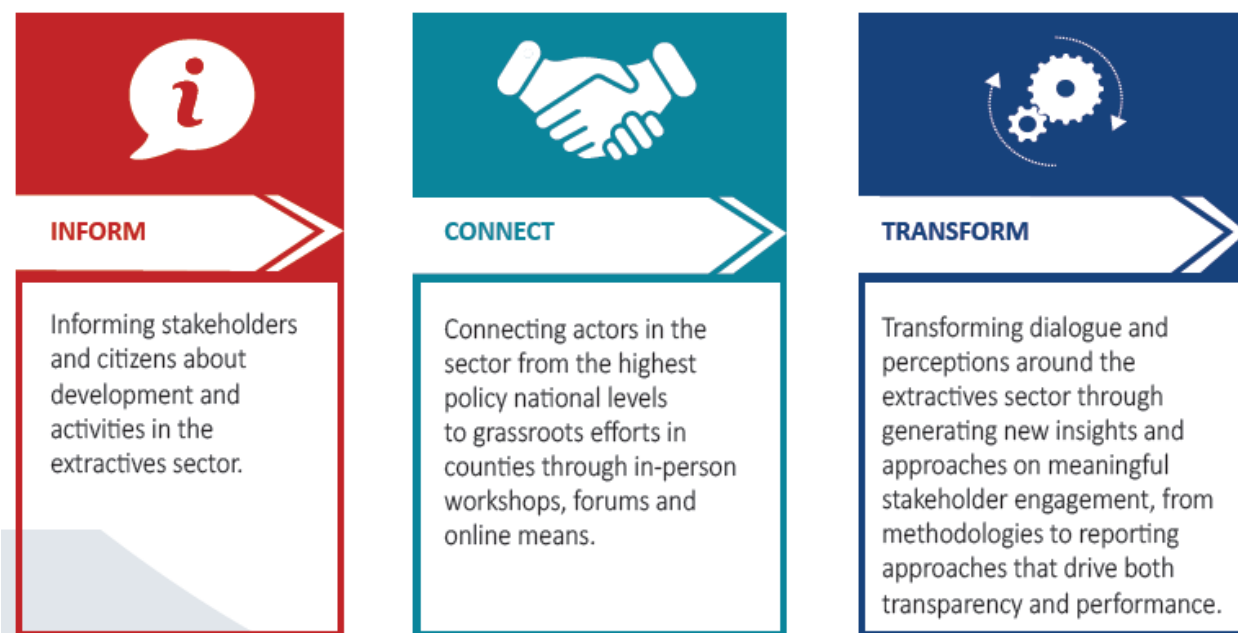 i
INFORM
Informing stakeholders
and citizens about
development and
activities in the
extractives sector.
CONNECT
Connecting actors in the
sector from the highest
policy national levels
to grassroots efforts in
counties through in-person
workshops, forums and
online means.
TRANSFORM
Transforming dialogue and
perceptions around the
extractives sector through
generating new insights and
approaches on meaningful
stakeholder engagement, from
methodologies to reporting
approaches that drive both
transparency and performance.